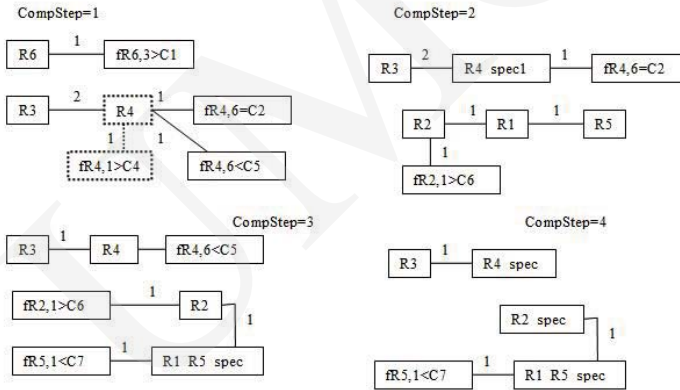 CompStep=1
R6 1 fR6,3>C1
R3 2 R4 1 fR4,6=C2
1 1
fR4,1>C4 fR4,6<C5
CompStep=2
R3 2 R4 spec1 1 fR4,6=C2
R2 1 R1 1 R5
1
fR2,1>C6
CompStep=3
R3 1 R4 fR4,6<C5
fR2,1>C6 1 R2
1
fR5,1<C7 1 R1 R5 spec
CompStep=4
R3 1 R4 spec
R2 spec
1
fR5,1<C7 1 R1 R5 spec